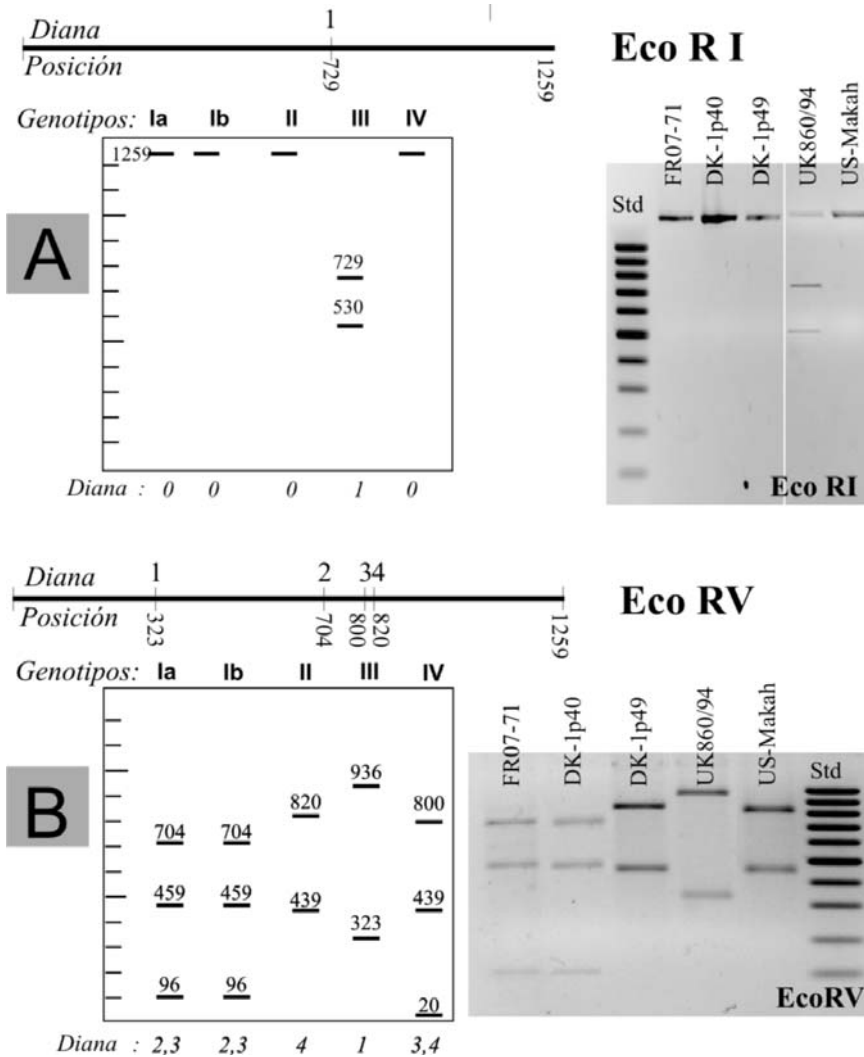 Diana 1
Posición 729 1259
Genotipos: Ia Ib II III IV
1259
729
530
A
Diana : 0 0 0 1 0
Eco R I
FR07-71 DK-1p40 DK-1p49 UK860/94 US-Makah
Std
Eco RI
Diana 1 2 3 4
Posición 323 704 800 820 1259
Genotipos: Ia Ib II III IV
936
820 800
704 704
459 459 439 439
323
96 96
20
B
Diana : 2,3 2,3 4 1 3,4
Eco RV
FR07-71 DK-1p40 DK-1p49 UK860/94 US-Makah Std
EcoRV